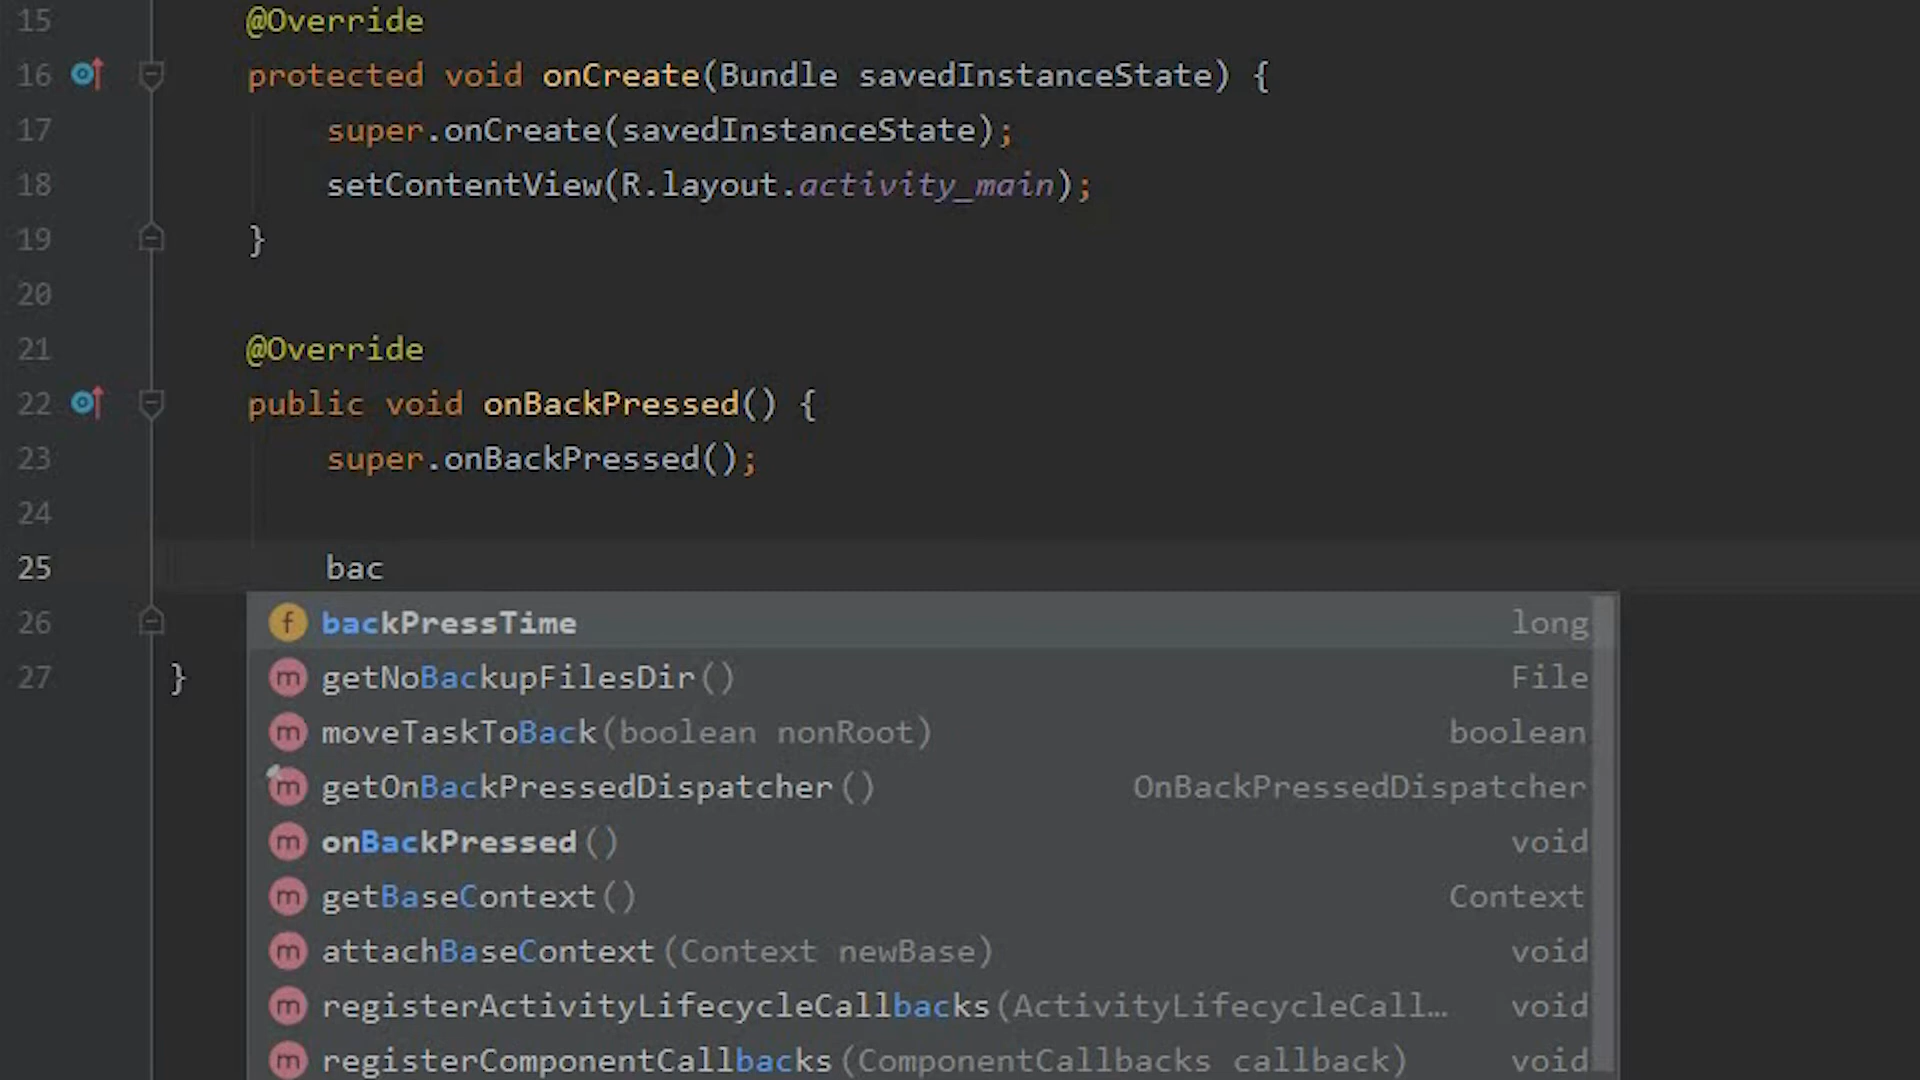 15 @Override
16 protected void onCreate(Bundle savedInstanceState) {
17 super.onCreate(savedInstanceState);
18 setContentView(R.layout.activity_main);
19 }
20
21 @Override
22 public void onBackPressed() {
23 super.onBackPressed();
24
25 bac
26 f backPressTime long
27 } m getNoBackupFilesDir() File
m moveTaskToBack(boolean nonRoot) boolean
m getOnBackPressedDispatcher() OnBackPressedDispatcher
m onBackPressed() void
m getBaseContext() Context
m attachBaseContext(Context newBase) void
m registerActivityLifecycleCallbacks(ActivityLifecycleCall… void
m registerComponentCallbacks(ComponentCallbacks callback) void